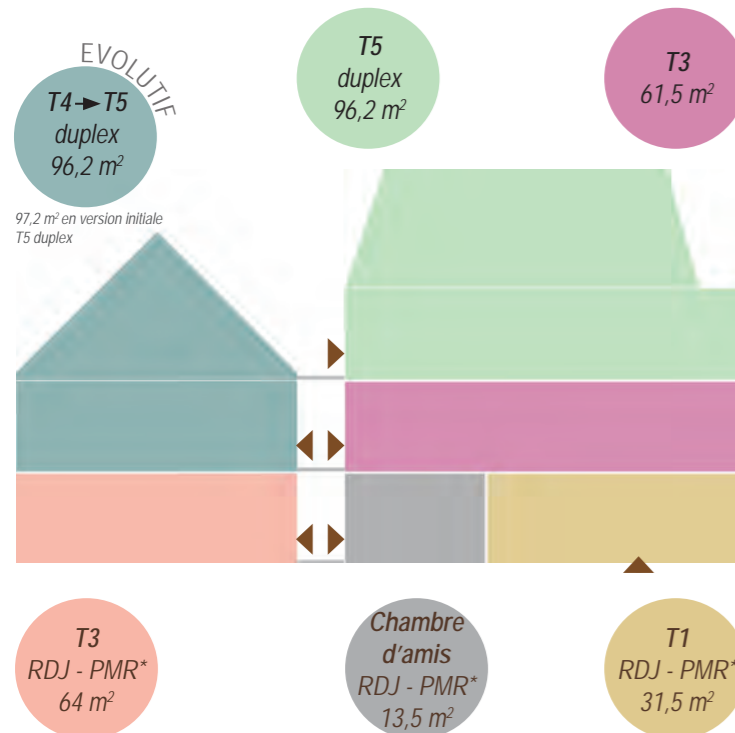 EVOLUTIF
T4 → T5
duplex
96,2 m²
97,2 m² en version initiale
T5 duplex
T5
duplex
96,2 m²
T3
61,5 m²
T3
RDJ - PMR*
64 m²
Chambre
d'amis
RDJ - PMR*
13,5 m²
T1
RDJ - PMR*
31,5 m²